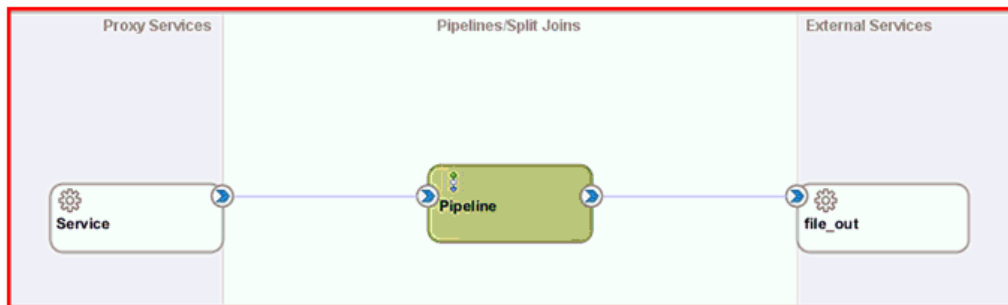 Proxy Services
Pipelines/Split Joins
External Services
Service
Pipeline
file_out